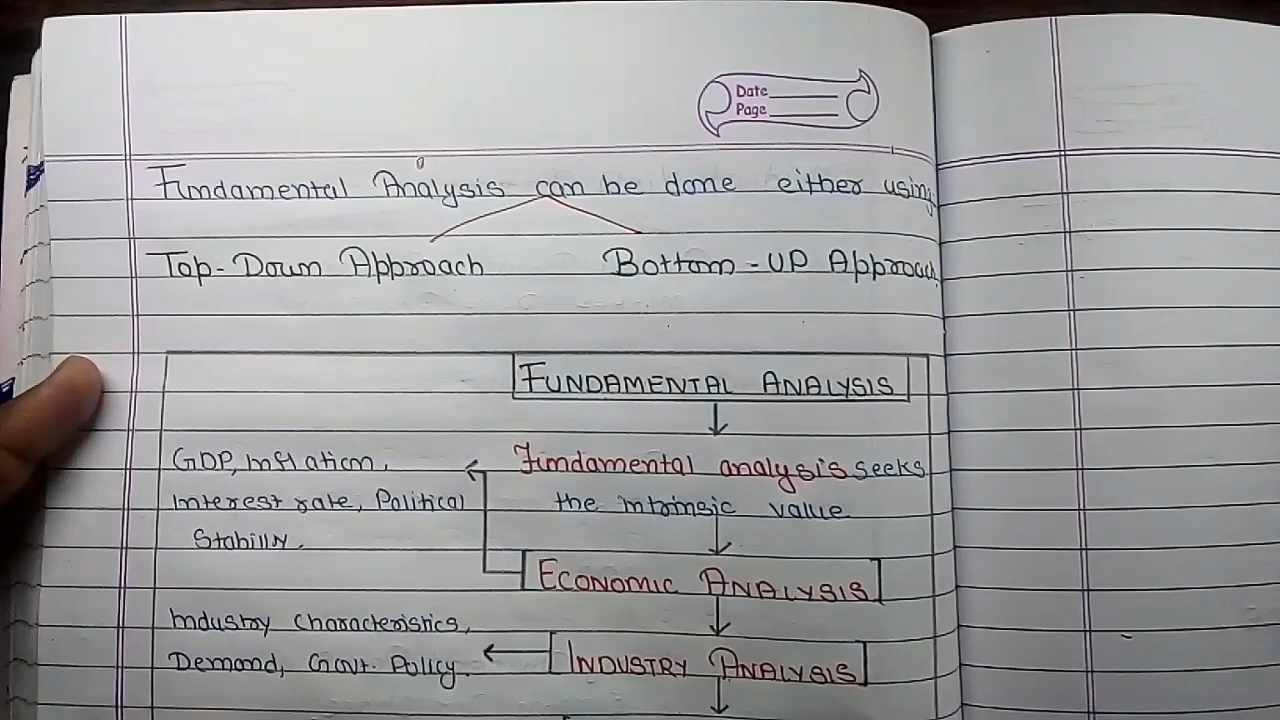 Date
Page
Fundamental Analysis can be done either using
Top-Down Approach Bottom-UP Approach
FUNDAMENTAL ANALYSIS
GDP, Inflation, Fundamental analysis seeks
Interest rate, Political the intrinsic value
Stability.
ECONOMIC ANALYSIS
Industry Characteristics,
Demand, Govt. Policy. INDUSTRY ANALYSIS